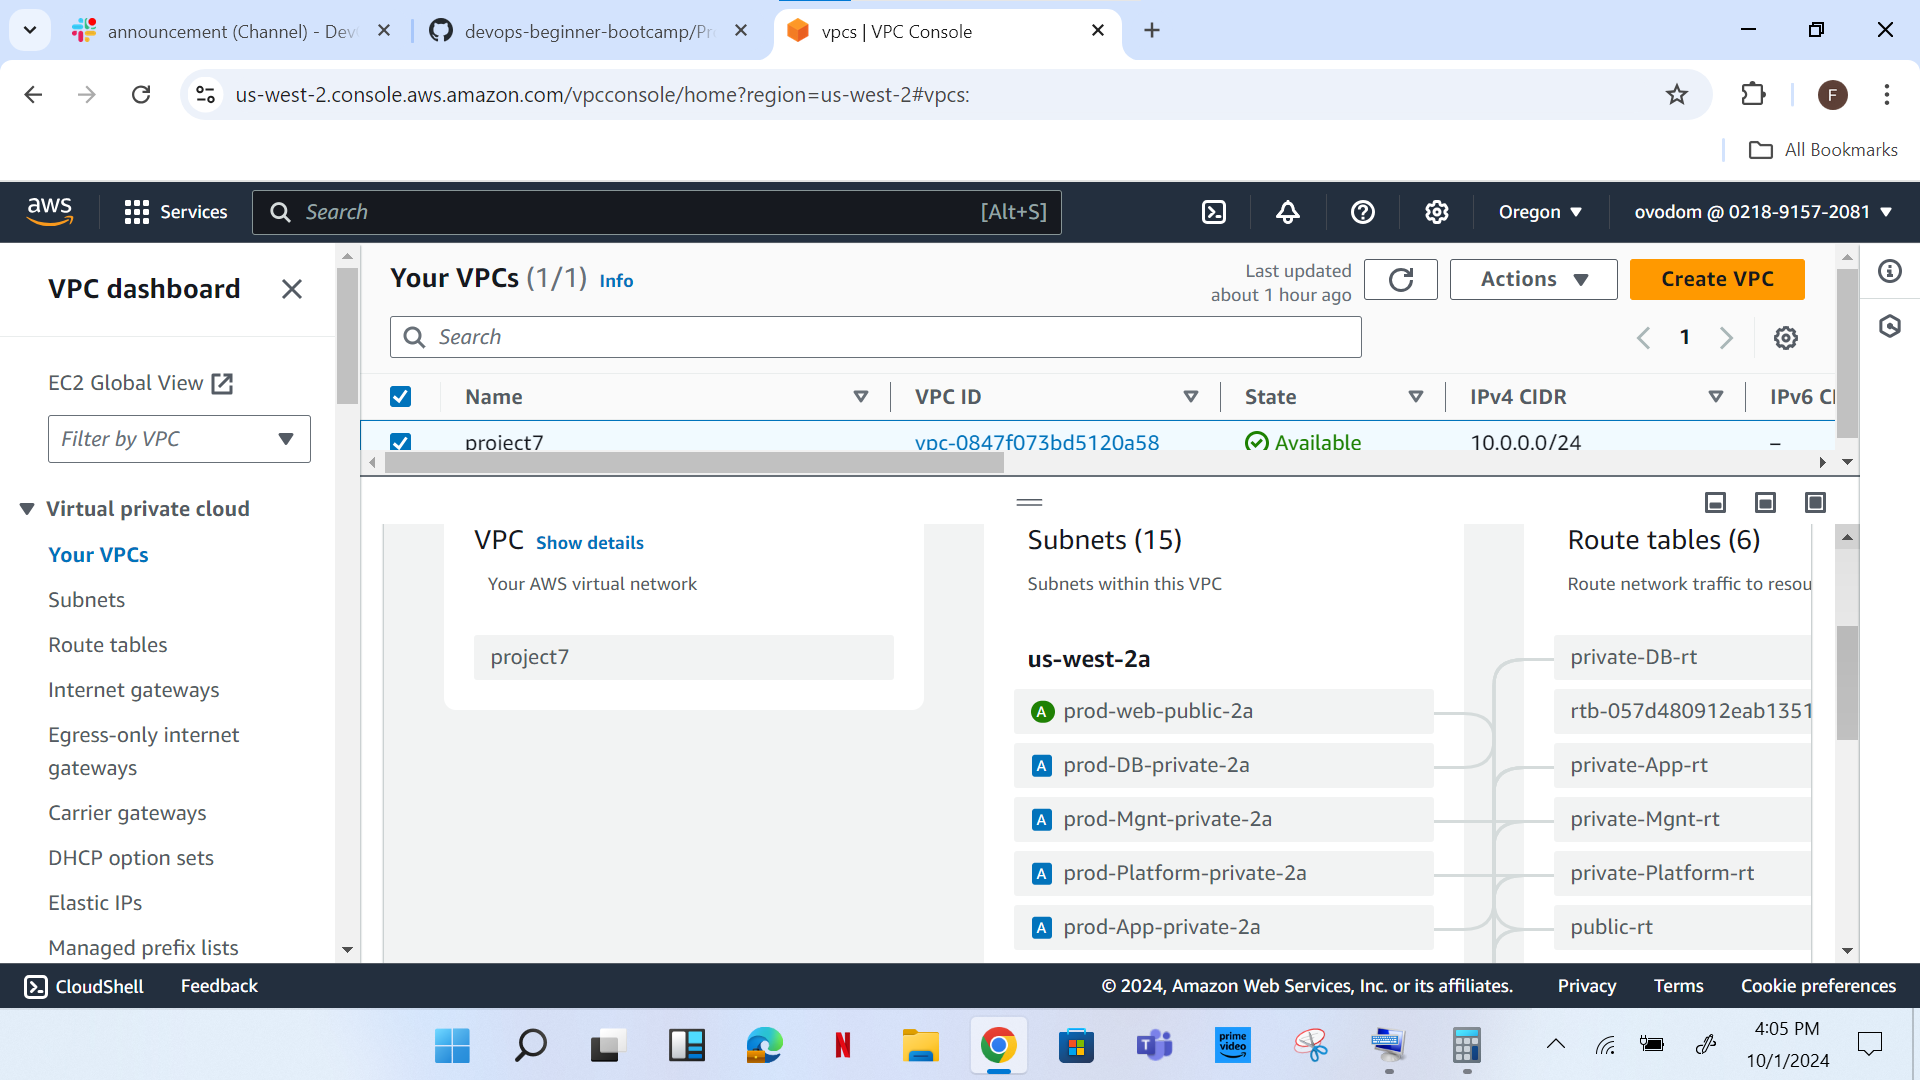 announcement (Channel) - Dev
devops-beginner-bootcamp/Pr
vpcs | VPC Console
us-west-2.console.aws.amazon.com/vpcconsole/home?region=us-west-2#vpcs:
F
All Bookmarks
aws
Services
Search
[Alt+S]
Oregon
ovodom @ 0218-9157-2081
VPC dashboard
EC2 Global View
Filter by VPC
Virtual private cloud
Your VPCs
Subnets
Route tables
Internet gateways
Egress-only internet
gateways
Carrier gateways
DHCP option sets
Elastic IPs
Managed prefix lists
Your VPCs (1/1) Info
Last updated
about 1 hour ago
Actions
Create VPC
Search
1
Name
VPC ID
State
IPv4 CIDR
IPv6 CI
project7
vpc-0847f073bd5120a58
Available
10.0.0.0/24
–
VPC Show details
Your AWS virtual network
project7
Subnets (15)
Subnets within this VPC
us-west-2a
A prod-web-public-2a
A prod-DB-private-2a
A prod-Mgnt-private-2a
A prod-Platform-private-2a
A prod-App-private-2a
Route tables (6)
Route network traffic to resou
private-DB-rt
rtb-057d480912eab1351
private-App-rt
private-Mgnt-rt
private-Platform-rt
public-rt
CloudShell
Feedback
© 2024, Amazon Web Services, Inc. or its affiliates.
Privacy
Terms
Cookie preferences
N
prime
video
4:05 PM
10/1/2024